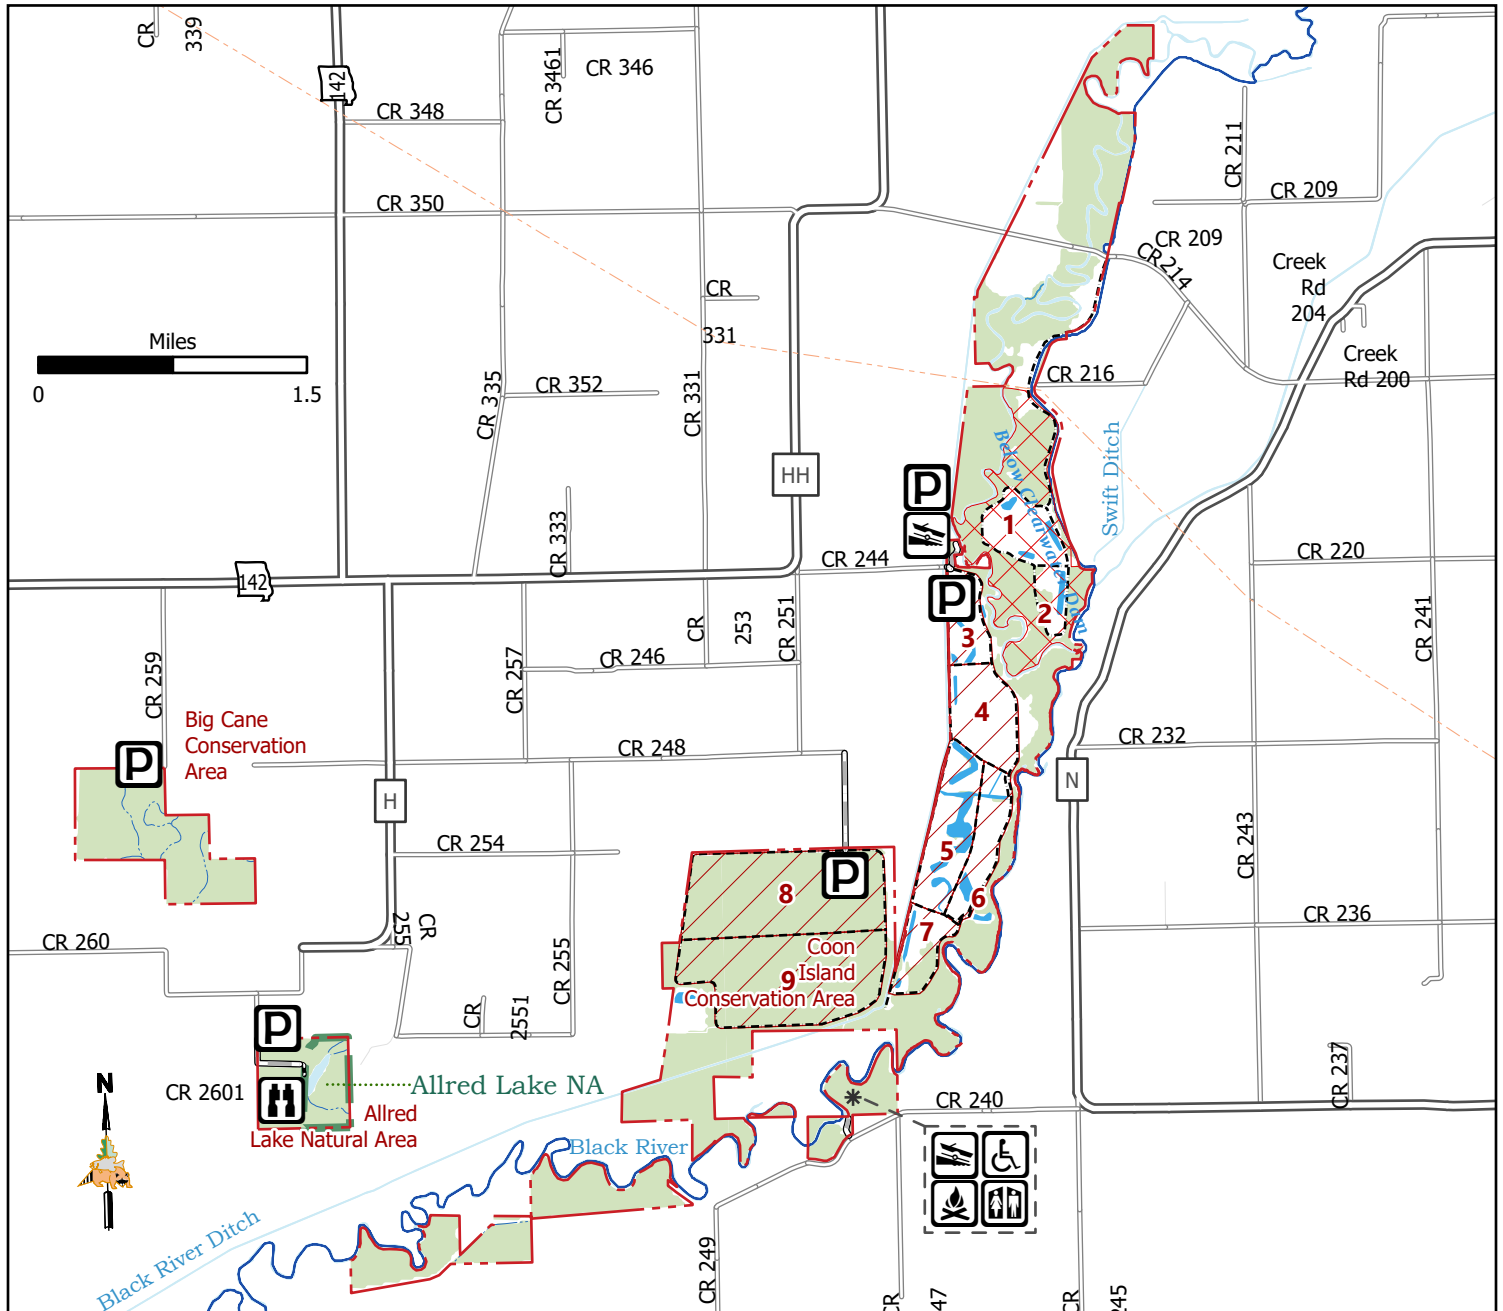 CR
339
142
CR 3461
CR 346
CR 348
CR 211
CR 209
CR 350
CR 209
CR 214
Creek
Rd
204
CR
Miles
331
0
1.5
CR 335
CR 352
CR 331
CR 216
Creek
Rd 200
HH
P
Below Clearwater Dam
Swift Ditch
1
CR 333
CR 244
CR 220
142
P
2
3
CR 259
CR 257
CR
253
CR 251
CR 246
CR 241
4
Big Cane
Conservation
Area
P
CR 248
CR 232
H
N
CR 254
CR 243
5
P
8
6
CR 260
CR
255
CR 255
7
CR 236
Coon
Island
Conservation Area
9
CR
2551
P
CR 237
CR 2601
Allred Lake NA
CR 240
N
Allred
Lake Natural Area
Black River
Black River Ditch
CR 249
CR
47
CR
45